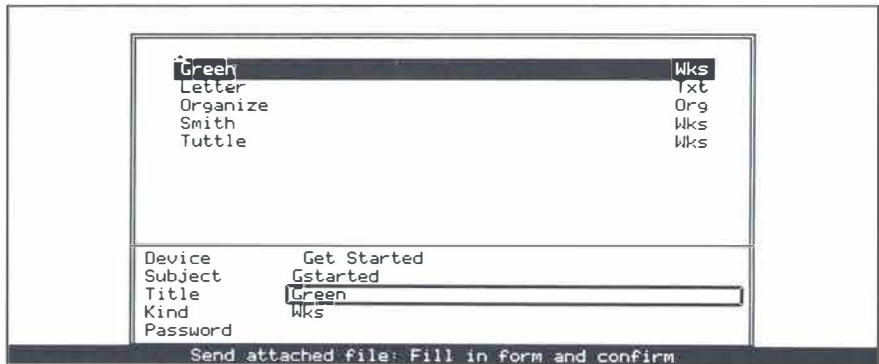 Green Wks
Letter Txt
Organize Org
Smith Wks
Tuttle Wks
Device Get Started
Subject Gstarted
Title Green
Kind Wks
Password
Send attached file: Fill in form and confirm